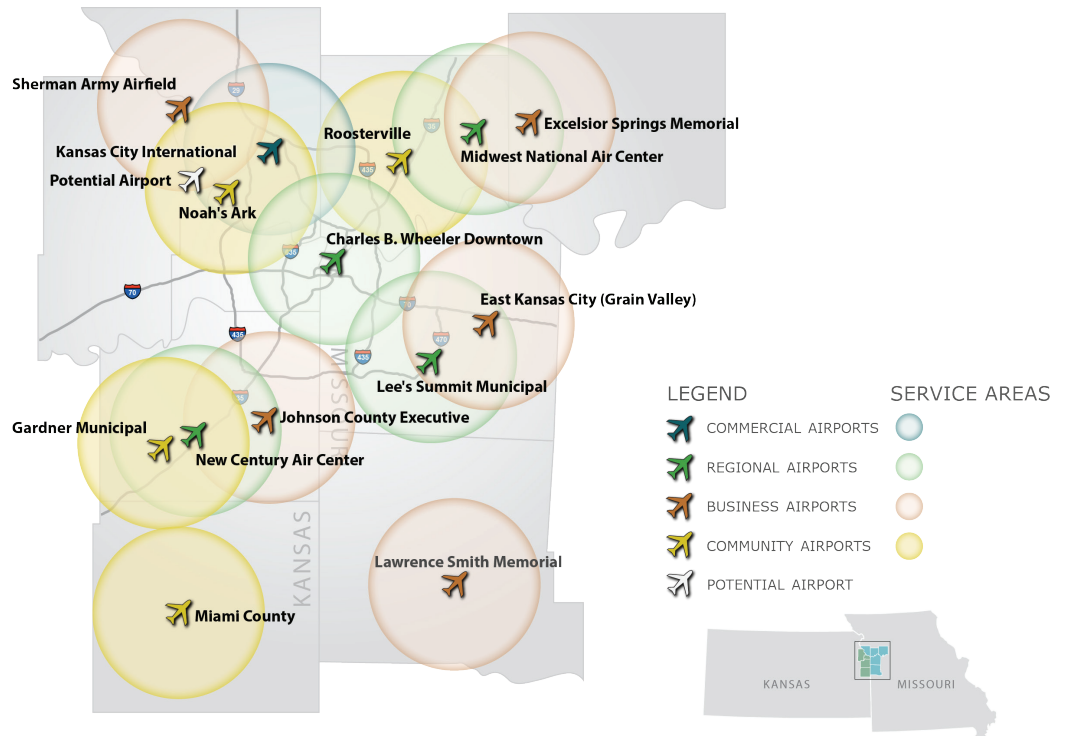 Sherman Army Airfield
29
Kansas City International
Potential Airport
Noah's Ark
Roosterville
35
435
Excelsior Springs Memorial
Midwest National Air Center
Charles B. Wheeler Downtown
70
East Kansas City (Grain Valley)
435
470
435
Lee's Summit Municipal
Johnson County Executive
Gardner Municipal
New Century Air Center
MISSOURI
KANSAS
Lawrence Smith Memorial
Miami County
LEGEND
SERVICE AREAS
COMMERCIAL AIRPORTS
REGIONAL AIRPORTS
BUSINESS AIRPORTS
COMMUNITY AIRPORTS
POTENTIAL AIRPORT
KANSAS
MISSOURI